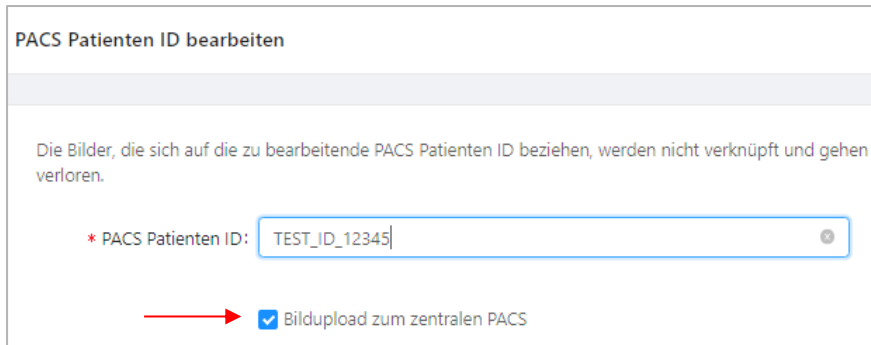 PACS Patienten ID bearbeiten
Die Bilder, die sich auf die zu bearbeitende PACS Patienten ID beziehen, werden nicht verknüpft und gehen
verloren.
* PACS Patienten ID: TEST_ID_12345
Bildupload zum zentralen PACS